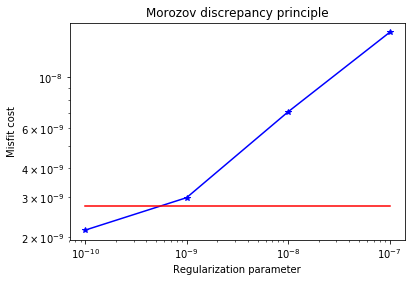 Morozov discrepancy principle
Misfit cost
10⁻⁸
6 × 10⁻⁹
4 × 10⁻⁹
3 × 10⁻⁹
2 × 10⁻⁹
10⁻¹⁰ 10⁻⁹ 10⁻⁸ 10⁻⁷
Regularization parameter